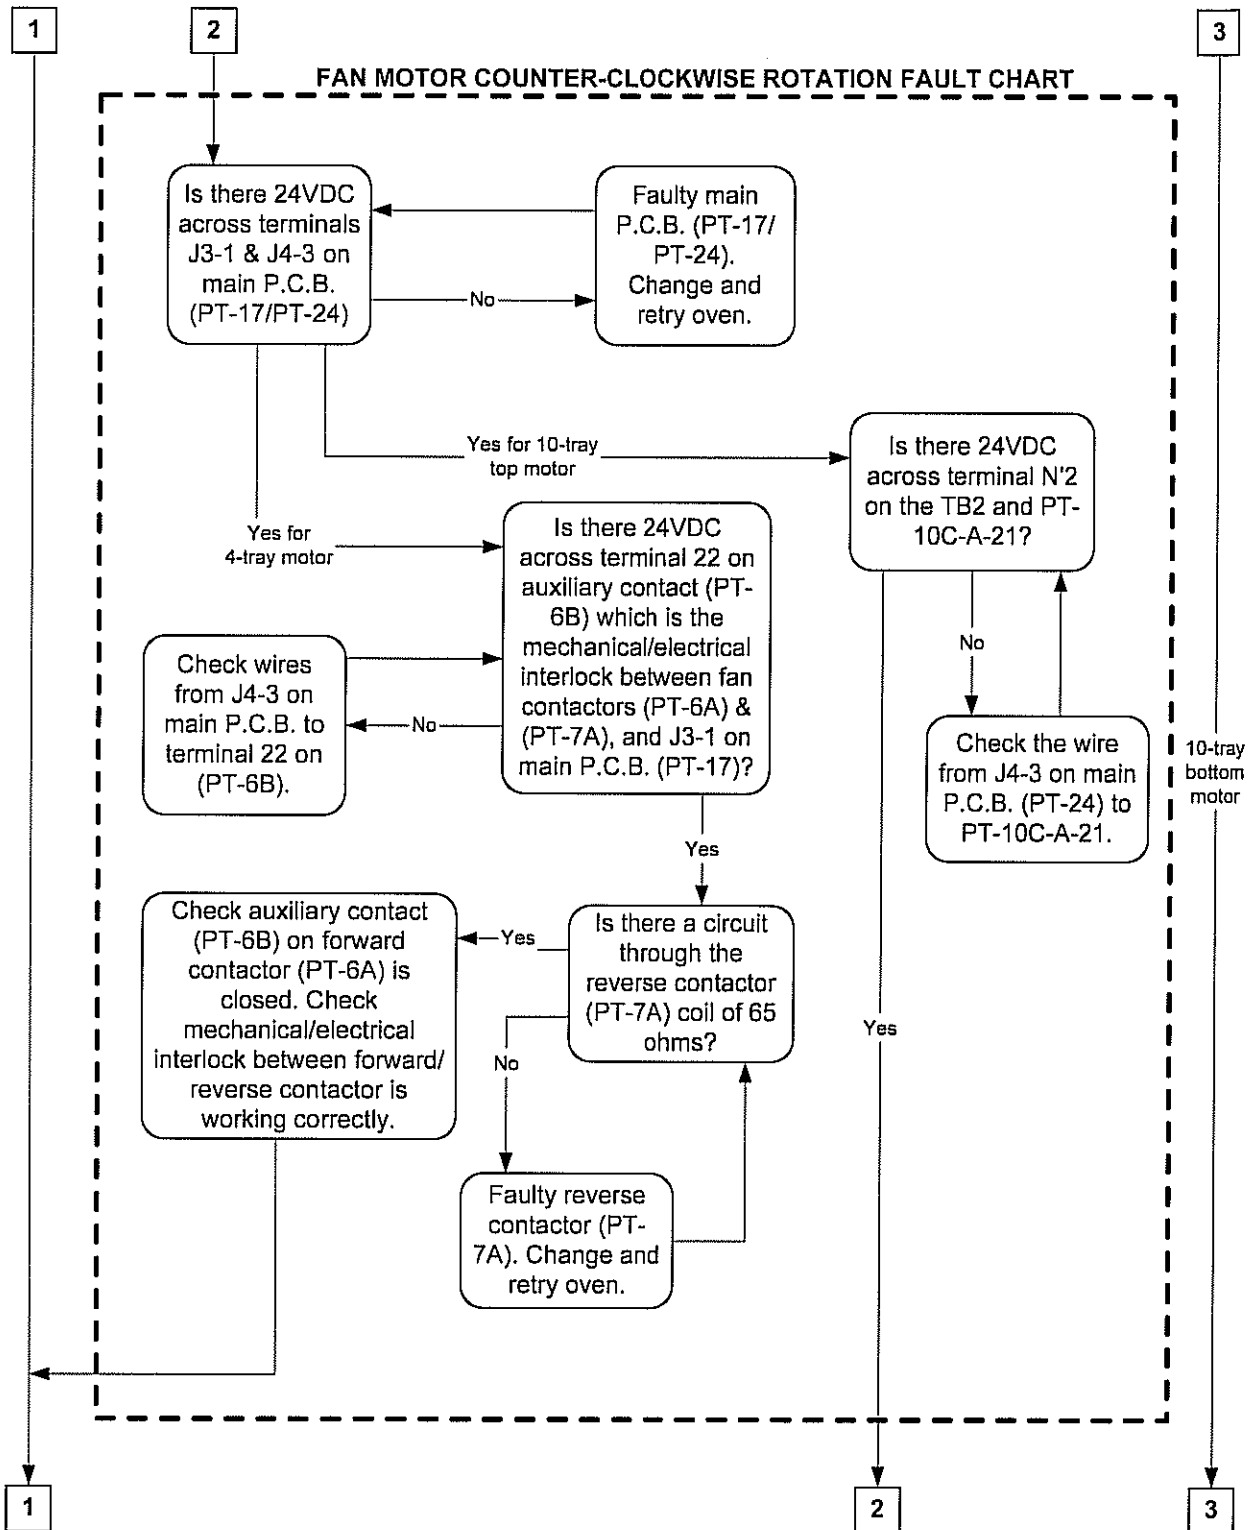 1
2
3
FAN MOTOR COUNTER-CLOCKWISE ROTATION FAULT CHART
Is there 24VDC
across terminals
J3-1 & J4-3 on
main P.C.B.
(PT-17/PT-24)
No
Faulty main
P.C.B. (PT-17/
PT-24).
Change and
retry oven.
Yes for 10-tray
top motor
Is there 24VDC
across terminal N'2
on the TB2 and PT-
10C-A-21?
Yes for
4-tray motor
Is there 24VDC
across terminal 22 on
auxiliary contact (PT-
6B) which is the
mechanical/electrical
interlock between fan
contactors (PT-6A) &
(PT-7A), and J3-1 on
main P.C.B. (PT-17)?
No
Check wires
from J4-3 on
main P.C.B. to
terminal 22 on
(PT-6B).
No
Check the wire
from J4-3 on main
P.C.B. (PT-24) to
PT-10C-A-21.
10-tray
bottom
motor
Yes
Check auxiliary contact
(PT-6B) on forward
contactor (PT-6A) is
closed. Check
mechanical/electrical
interlock between forward/
reverse contactor is
working correctly.
Yes
Is there a circuit
through the
reverse contactor
(PT-7A) coil of 65
ohms?
Yes
No
Faulty reverse
contactor (PT-
7A). Change and
retry oven.
1
2
3